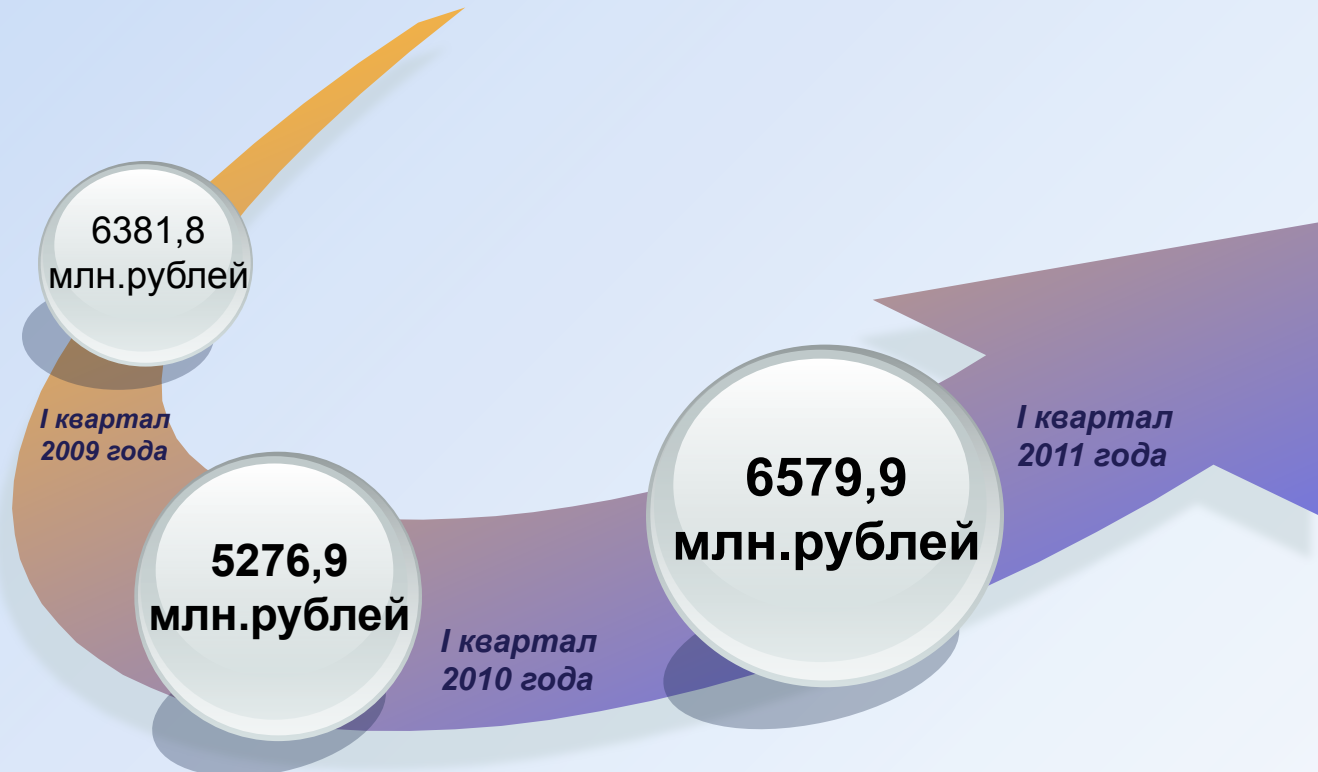 6381,8
млн.рублей
I квартал
2009 года
5276,9
млн.рублей
I квартал
2010 года
6579,9
млн.рублей
I квартал
2011 года